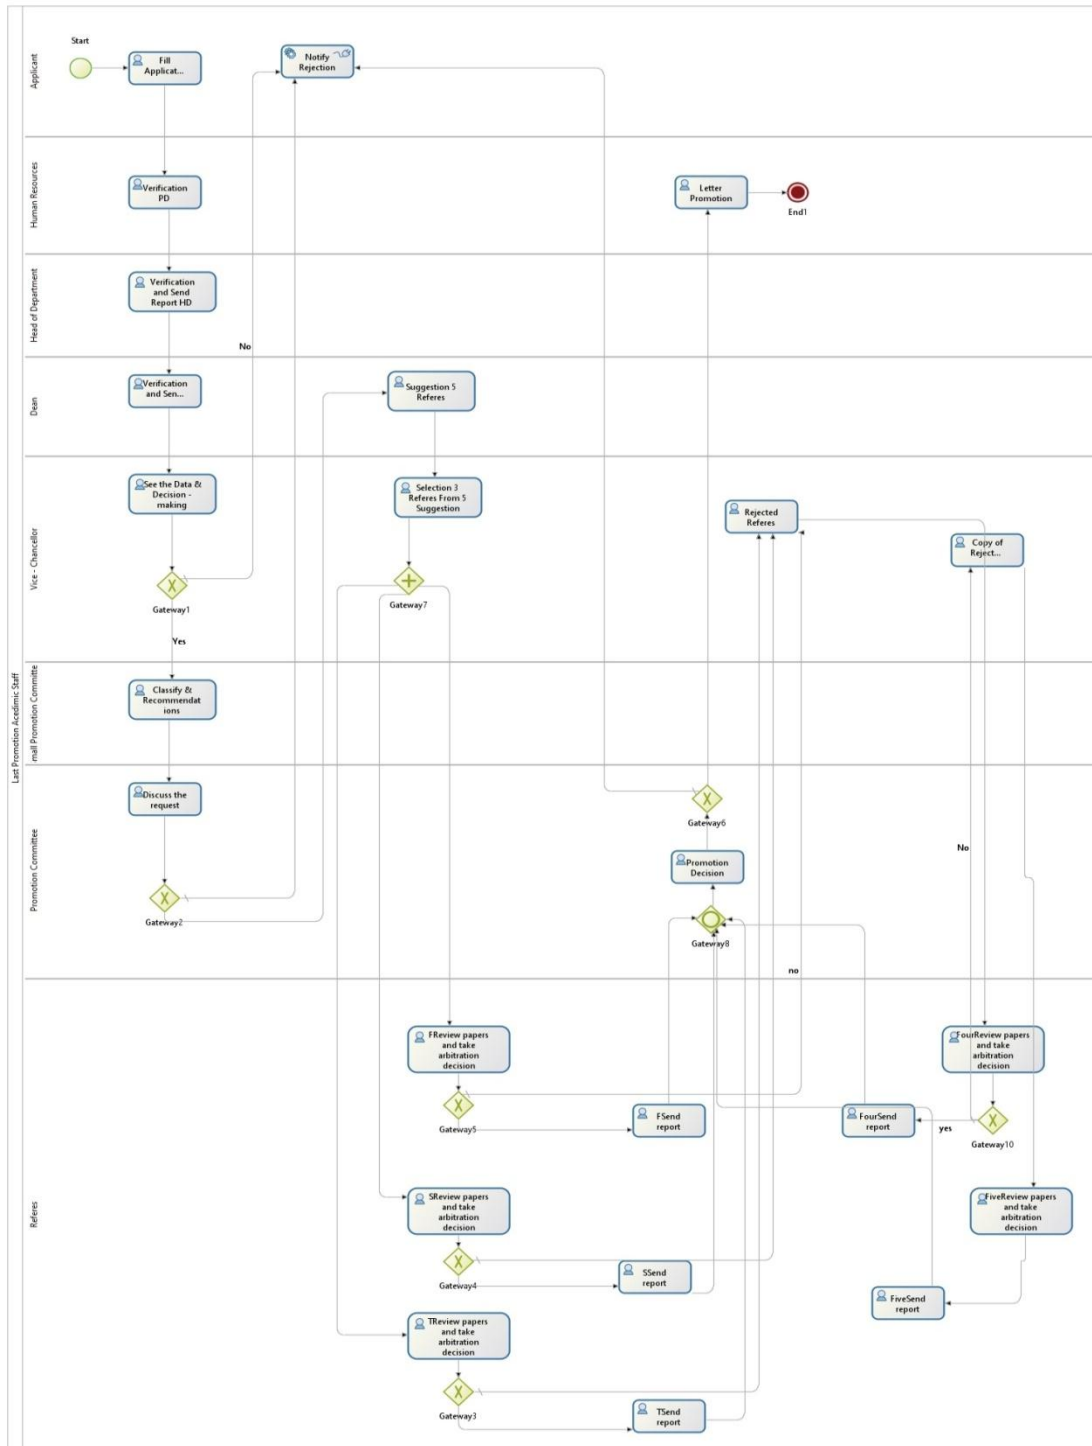 Last Promotion Acedimic Staff
Applicant
Start
Fill
Applicat...
Notify
Rejection
Human Resources
Verification
PD
Letter
Promotion
End1
Head of Department
Verification
and Send
Report HD
No
Dean
Verification
and Sen...
Suggestion 5
Referes
Vice - Chancellor
See the Data &
Decision -
making
Selection 3
Referes From 5
Suggestion
Rejected
Referes
Copy of
Reject...
Gateway1
Gateway7
Yes
mall Promotion Committe
Classify &
Recommendat
ions
Promotion Committee
Discuss the
request
Gateway6
No
Promotion
Decision
Gateway2
Gateway8
no
Referes
FReview papers
and take
arbitration
decision
FourReview papers
and take
arbitration
decision
Gateway5
FSend
report
FourSend
report
yes
Gateway10
SReview papers
and take
arbitration
decision
FiveReview papers
and take
arbitration
decision
Gateway4
SSend
report
FiveSend
report
TReview papers
and take
arbitration
decision
Gateway3
TSend
report